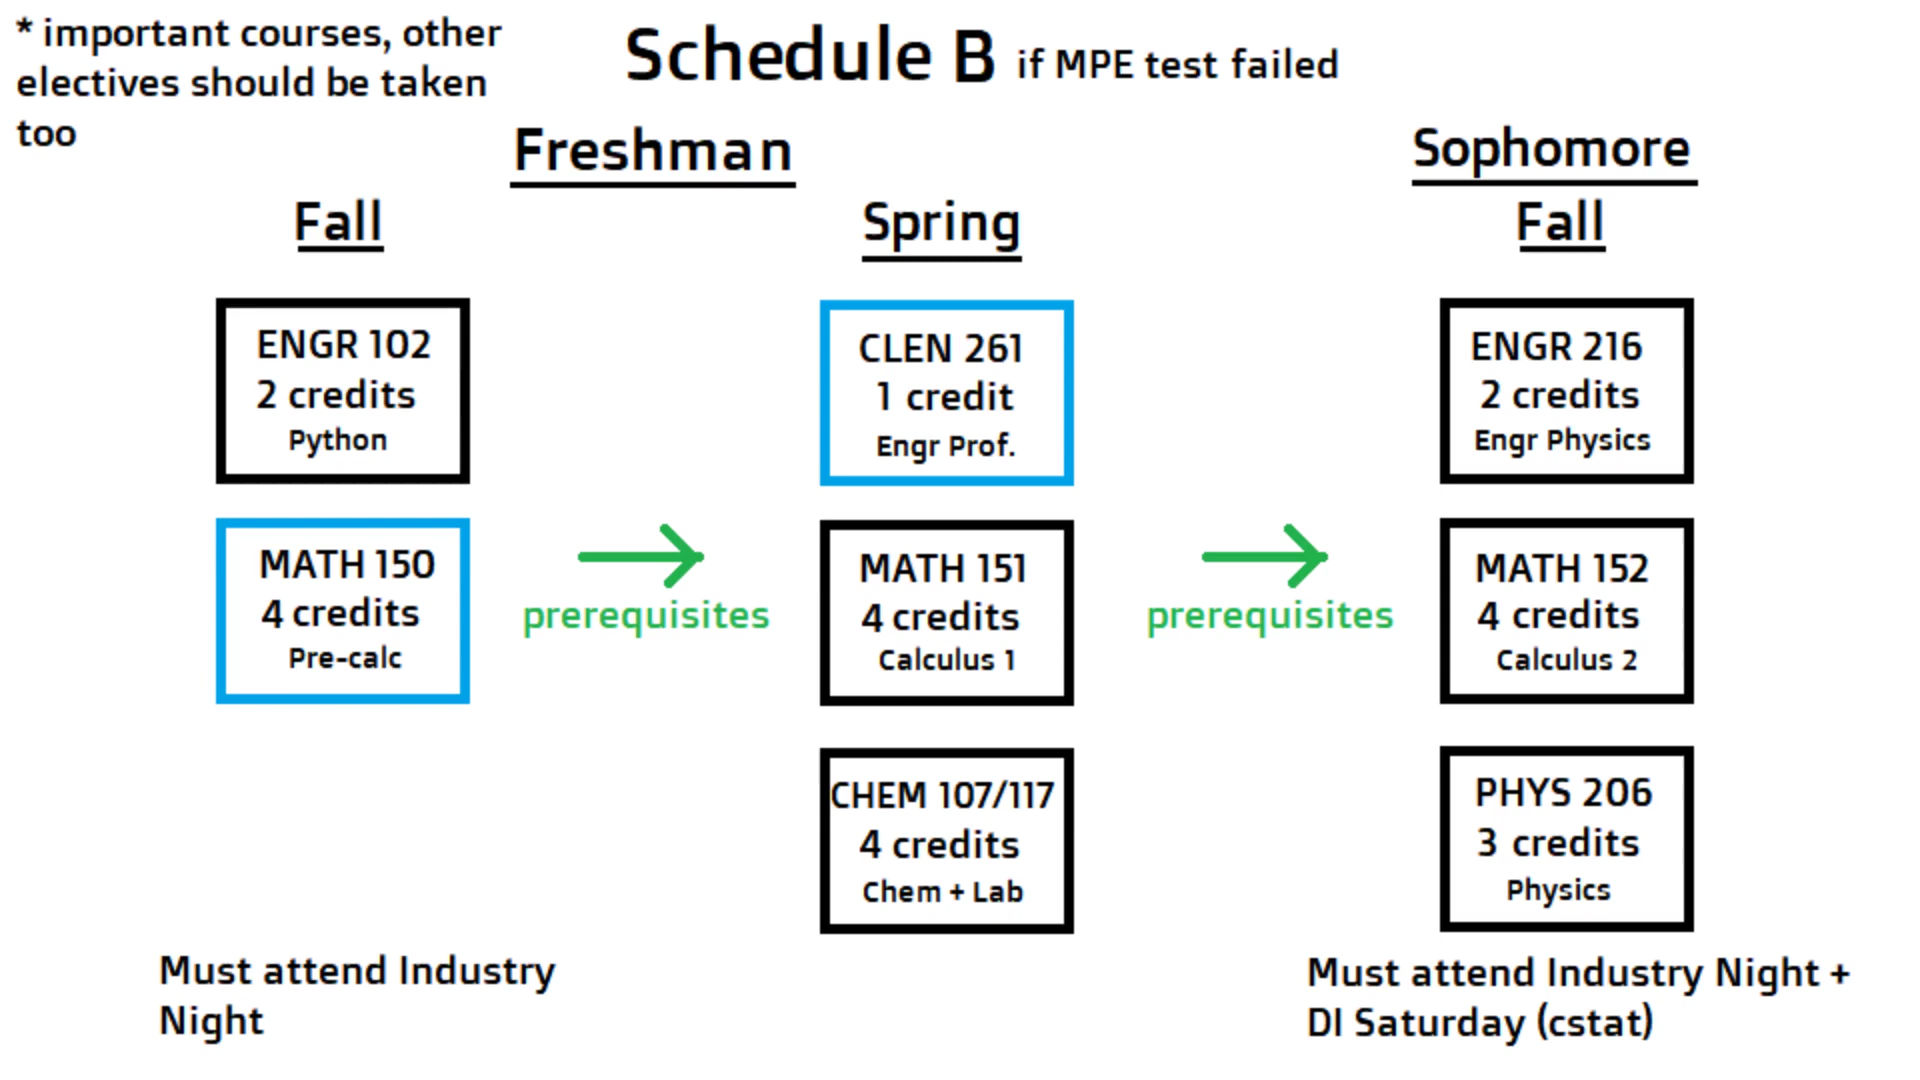 * important courses, other
electives should be taken
too
Schedule B if MPE test failed
Freshman
Sophomore
Fall
Spring
Fall
ENGR 102
2 credits
Python
CLEN 261
1 credit
Engr Prof.
ENGR 216
2 credits
Engr Physics
MATH 150
4 credits
Pre-calc
prerequisites
MATH 151
4 credits
Calculus 1
prerequisites
MATH 152
4 credits
Calculus 2
CHEM 107/117
4 credits
Chem + Lab
PHYS 206
3 credits
Physics
Must attend Industry
Night
Must attend Industry Night +
DI Saturday (cstat)